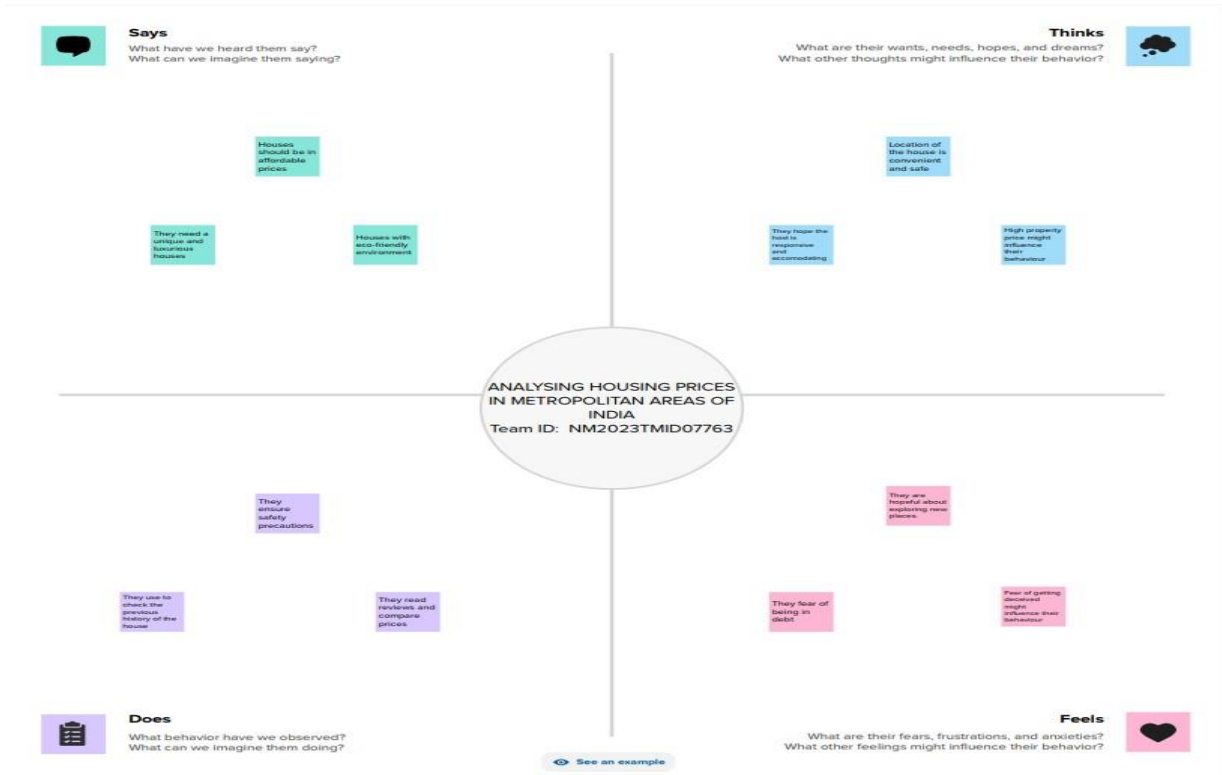 Says
What have we heard them say?
What can we imagine them saying?
Thinks
What are their wants, needs, hopes, and dreams?
What other thoughts might influence their behavior?
Houses
should be in
affordable
prices
They need a
unique and
luxurious
houses
Houses with
eco-friendly
environment
Location of
the house is
convenient
and safe
They hope the
host is
responsive
and
accomodating
High property
price might
influence
their
behaviour
ANALYSING HOUSING PRICES
IN METROPOLITAN AREAS OF
INDIA
Team ID: NM2023TMID07763
They
ensure
safety
precautions
They use to
check the
previous
history of the
house
They read
reviews and
compare
prices
They are
hopeful about
exploring new
places.
They fear of
being in
debt
Fear of getting
deceived
might
influence their
behaviour
Does
What behavior have we observed?
What can we imagine them doing?
Feels
What are their fears, frustrations, and anxieties?
What other feelings might influence their behavior?
See an example